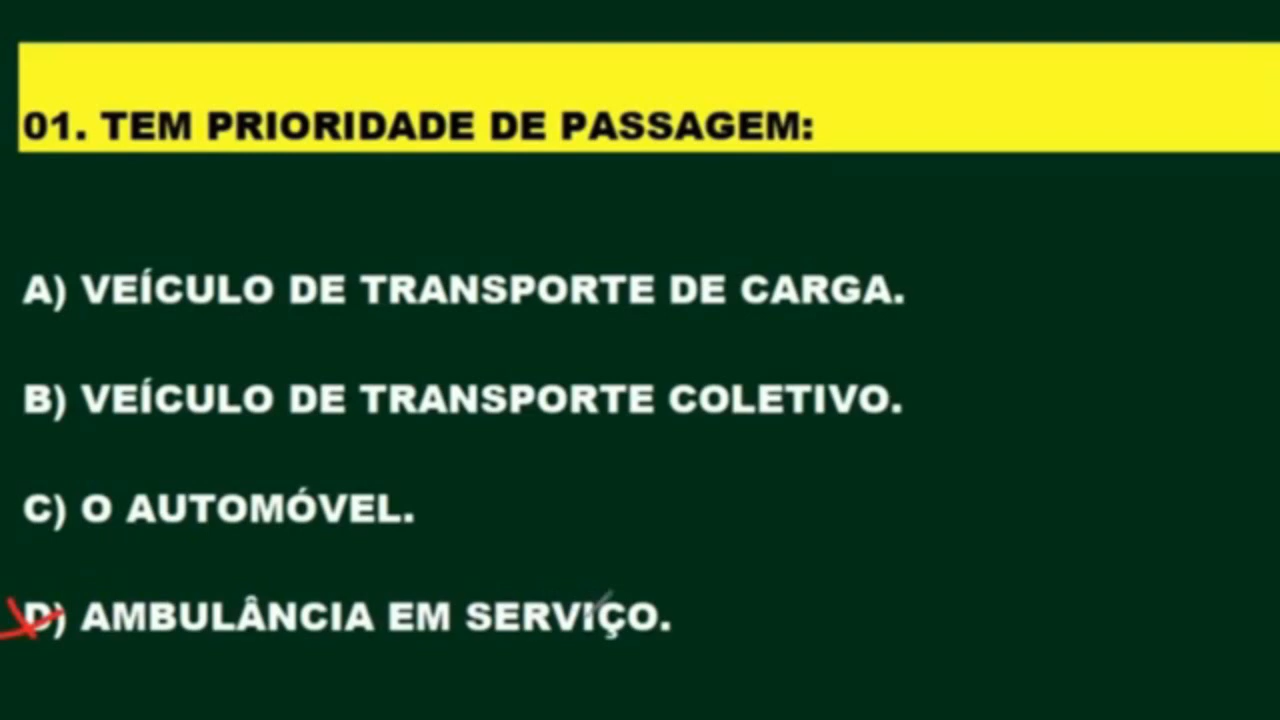 01. TEM PRIORIDADE DE PASSAGEM:
A) VEÍCULO DE TRANSPORTE DE CARGA.
B) VEÍCULO DE TRANSPORTE COLETIVO.
C) O AUTOMÓVEL.
D) AMBULÂNCIA EM SERVIÇO.